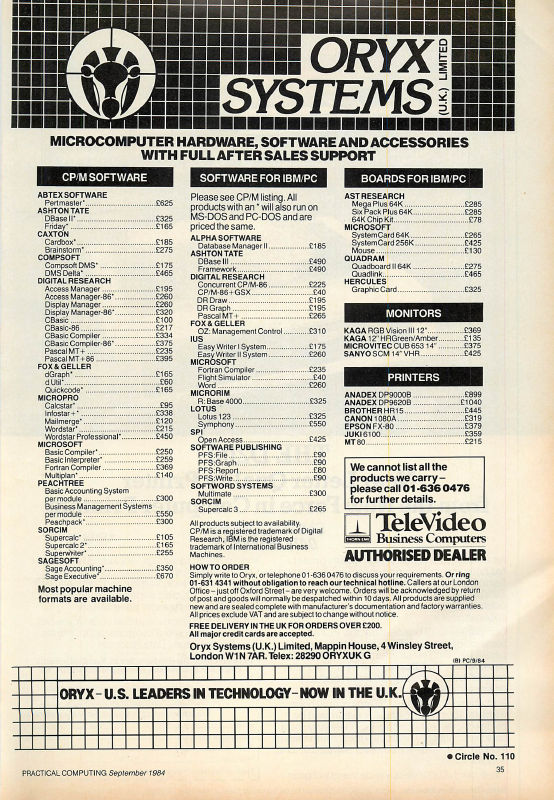 ORYX
SYSTEMS
(U.K.) LIMITED
MICROCOMPUTER HARDWARE, SOFTWARE AND ACCESSORIES
WITH FULL AFTER SALES SUPPORT
CP/M SOFTWARE
ABTEX SOFTWARE
Pertmaster*...£625
ASHTON TATE
DBase II*...£325
Friday*...£165
CAXTON
Cardbox*...£185
Brainstorm*...£275
COMPSOFT
Compsoft DMS*...£175
DMS Delta*...£465
DIGITAL RESEARCH
Access Manager...£195
Access Manager-86*...£260
Display Manager...£260
Display Manager-86*...£320
CBasic...£100
CBasic-86...£217
CBasic Compiler...£334
CBasic Compiler-86*...£375
Pascal MT+...£235
Pascal MT+86...£395
FOX & GELLER
dGraph*...£165
d Util*...£60
Quickcode*...£165
MICROPRO
Calcstar*...£95
Infostar+*...£338
Mailmerge*...£120
Wordstar*...£215
Wordstar Professional*...£450
MICROSOFT
Basic Compiler*...£250
Basic Interpreter*...£259
Fortran Compiler...£369
Multiplan*...£140
PEACHTREE
Basic Accounting System
per module...£300
Business Management Systems
per module...£550
Peachpack*...£300
SORCIM
Supercalc*...£105
Supercalc 2*...£165
Superwriter*...£255
SAGESOFT
Sage Accounting*...£350
Sage Executive*...£670
Most popular machine
formats are available.
SOFTWARE FOR IBM/PC
Please see CP/M listing. All
products with an * will also run on
MS-DOS and PC-DOS and are
priced the same.
ALPHA SOFTWARE
Database Manager II...£185
ASHTON TATE
DBase III...£490
Framework...£490
DIGITAL RESEARCH
Concurrent CP/M-86...£225
CP/M-86+GSX...£40
DR Draw...£195
DR Graph...£195
Pascal MT+...£265
FOX & GELLER
OZ: Management Control...£310
IUS
Easy Writer I System...£175
Easy Writer II System...£260
MICROSOFT
Fortran Compiler...£235
Flight Simulator...£40
Word...£260
MICRORIM
R: Base 4000...£325
LOTUS
Lotus 123...£325
Symphony...£550
SPI
Open Access...£425
SOFTWARE PUBLISHING
PFS:File...£90
PFS:Graph...£90
PFS:Report...£80
PFS:Write...£90
SOFTWORD SYSTEMS
Multimate...£300
SORCIM
Supercalc 3...£265
All products subject to availability.
CP/M is a registered trademark of Digital
Research, IBM is the registered
trademark of International Business
Machines.
BOARDS FOR IBM/PC
AST RESEARCH
Mega Plus 64K...£285
Six Pack Plus 64K...£285
64K Chip Kit...£78
MICROSOFT
SystemCard 64K...£265
SystemCard 256K...£425
Mouse...£130
QUADRAM
Quadboard II 64K...£275
Quadlink...£465
HERCULES
Graphic Card...£325
MONITORS
KAGA RGB Vision III 12"...£369
KAGA 12" HR Green/Amber...£135
MICROVITEC CUB 653 14"...£375
SANYO SCM 14" VHR...£425
PRINTERS
ANADEX DP9000B...£899
ANADEX DP9620B...£1040
BROTHER HR15...£445
CANON 1080A...£319
EPSON FX-80...£379
JUKI 6100...£359
MT 80...£215
We cannot list all the
products we carry –
please call 01-636 0476
for further details.
THORN EMI
TeleVideo
Business Computers
AUTHORISED DEALER
HOW TO ORDER
Simply write to Oryx, or telephone 01-636 0476 to discuss your requirements. Or ring
01-631 4341 without obligation to reach our technical hotline. Callers at our London
Office – just off Oxford Street – are very welcome. Orders will be acknowledged by return
of post and goods will normally be despatched within 10 days. All products are supplied
new and are sealed complete with manufacturer's documentation and factory warranties.
All prices exclude VAT and are subject to change without notice.
FREE DELIVERY IN THE UK FOR ORDERS OVER £200.
All major credit cards are accepted.
Oryx Systems (U.K.) Limited, Mappin House, 4 Winsley Street,
London W1N 7AR. Telex: 28290 ORYXUK G
(B) PC/9/84
ORYX – U.S. LEADERS IN TECHNOLOGY – NOW IN THE U.K.
● Circle No. 110
PRACTICAL COMPUTING September 1984
35